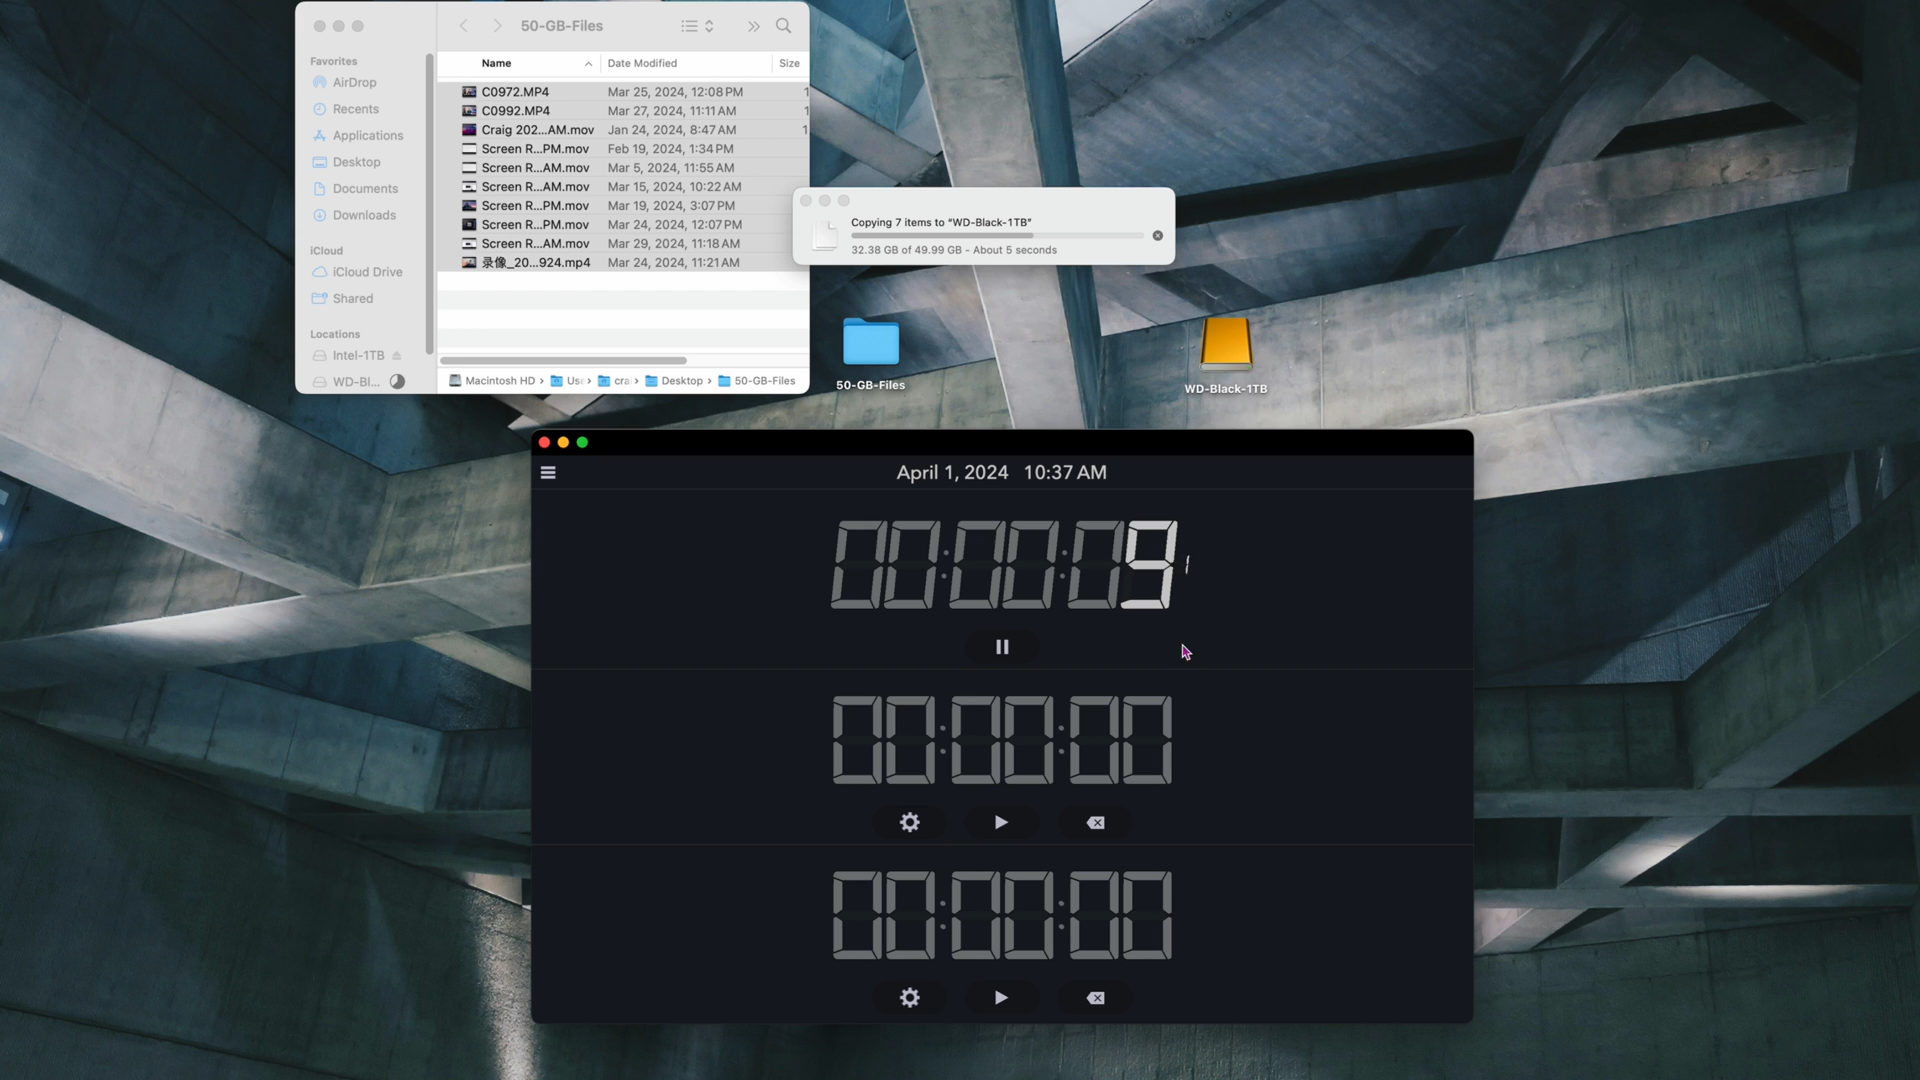 50-GB-Files
Favorites
AirDrop
Recents
Applications
Desktop
Documents
Downloads
iCloud
iCloud Drive
Shared
Locations
Intel-1TB
WD-Bl...
Name Date Modified Size
C0972.MP4 Mar 25, 2024, 12:08 PM 1
C0992.MP4 Mar 27, 2024, 11:11 AM 1
Craig 202...AM.mov Jan 24, 2024, 8:47 AM 1
Screen R...PM.mov Feb 19, 2024, 1:34 PM
Screen R...AM.mov Mar 5, 2024, 11:55 AM
Screen R...AM.mov Mar 15, 2024, 10:22 AM
Screen R...PM.mov Mar 19, 2024, 3:07 PM
Screen R...PM.mov Mar 24, 2024, 12:07 PM
Screen R...AM.mov Mar 29, 2024, 11:18 AM
录像_20...924.mp4 Mar 24, 2024, 11:21 AM
Macintosh HD › Use › cra › Desktop › 50-GB-Files
Copying 7 items to “WD-Black-1TB”
32.38 GB of 49.99 GB - About 5 seconds
50-GB-Files
WD-Black-1TB
April 1, 2024 10:37 AM
00:00:09 1
00:00:00
00:00:00